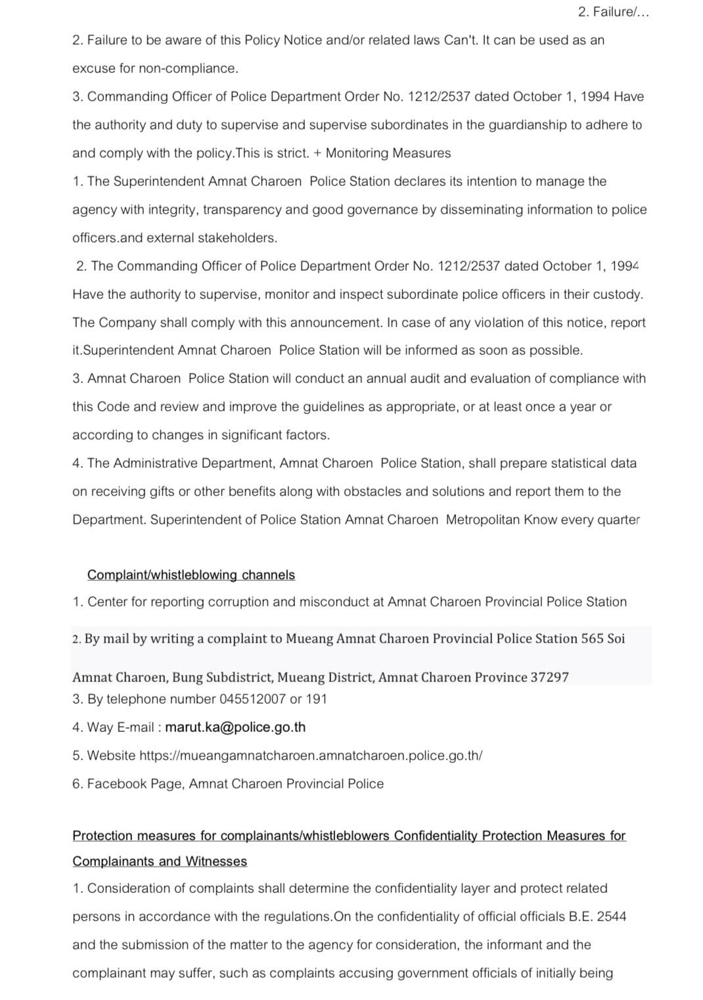 2. Failure/...
2. Failure to be aware of this Policy Notice and/or related laws Can't. It can be used as an
excuse for non-compliance.
3. Commanding Officer of Police Department Order No. 1212/2537 dated October 1, 1994 Have
the authority and duty to supervise and supervise subordinates in the guardianship to adhere to
and comply with the policy.This is strict. + Monitoring Measures
1. The Superintendent Amnat Charoen  Police Station declares its intention to manage the
agency with integrity, transparency and good governance by disseminating information to police
officers.and external stakeholders.
2. The Commanding Officer of Police Department Order No. 1212/2537 dated October 1, 1994
Have the authority to supervise, monitor and inspect subordinate police officers in their custody.
The Company shall comply with this announcement. In case of any violation of this notice, report
it.Superintendent Amnat Charoen  Police Station will be informed as soon as possible.
3. Amnat Charoen  Police Station will conduct an annual audit and evaluation of compliance with
this Code and review and improve the guidelines as appropriate, or at least once a year or
according to changes in significant factors.
4. The Administrative Department, Amnat Charoen  Police Station, shall prepare statistical data
on receiving gifts or other benefits along with obstacles and solutions and report them to the
Department. Superintendent of Police Station Amnat Charoen  Metropolitan Know every quarter
Complaint/whistleblowing channels
1. Center for reporting corruption and misconduct at Amnat Charoen Provincial Police Station
2. By mail by writing a complaint to Mueang Amnat Charoen Provincial Police Station 565 Soi
Amnat Charoen, Bung Subdistrict, Mueang District, Amnat Charoen Province 37297
3. By telephone number 045512007 or 191
4. Way E-mail : marut.ka@police.go.th
5. Website https://mueangamnatcharoen.amnatcharoen.police.go.th/
6. Facebook Page, Amnat Charoen Provincial Police
Protection measures for complainants/whistleblowers Confidentiality Protection Measures for
Complainants and Witnesses
1. Consideration of complaints shall determine the confidentiality layer and protect related
persons in accordance with the regulations.On the confidentiality of official officials B.E. 2544
and the submission of the matter to the agency for consideration, the informant and the
complainant may suffer, such as complaints accusing government officials of initially being